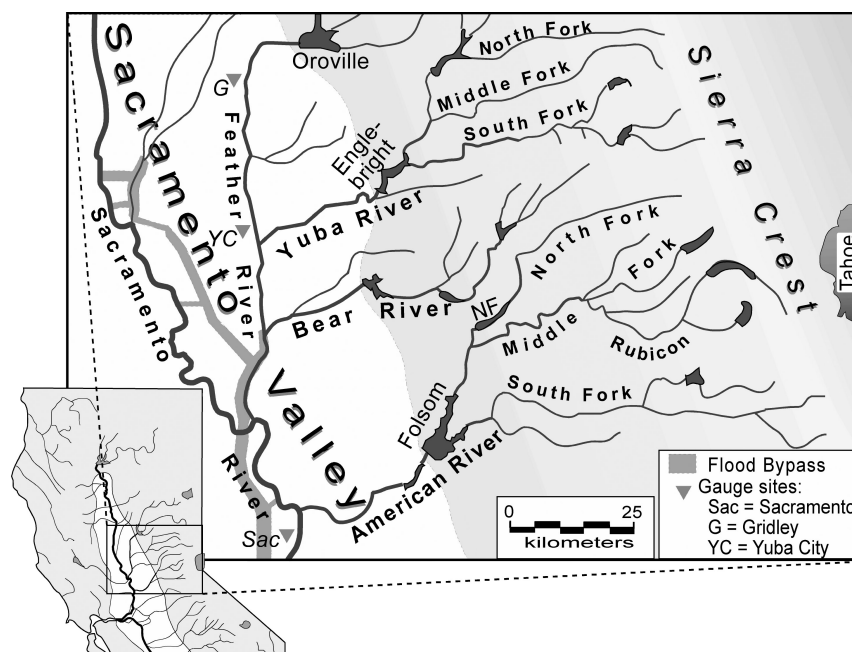 Sacramento
Valley
Sierra Crest
Oroville
North Fork
Middle Fork
South Fork
G
Feather
River
YC
Engle-
bright
Yuba River
Sacramento
River
Bear River
NF
North Fork
Middle
Fork
Rubicon
South Fork
Folsom
American River
Sac
Tahoe
0 25
kilometers
Flood Bypass
Gauge sites:
Sac = Sacramento
G = Gridley
YC = Yuba City